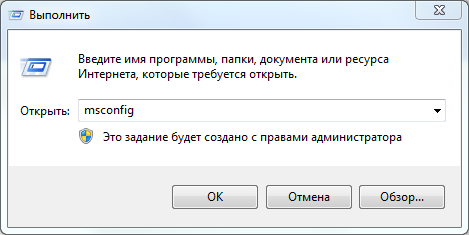 Выполнить
Введите имя программы, папки, документа или ресурса
Интернета, которые требуется открыть.
Открыть: msconfig
Это задание будет создано с правами администратора
ОК Отмена Обзор...